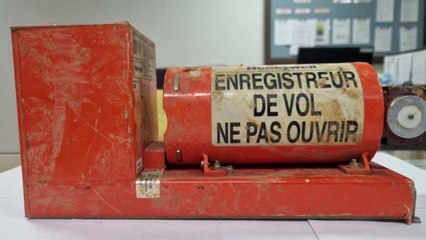 Honeywell
ENREGISTREUR
DE VOL
NE PAS OUVRIR